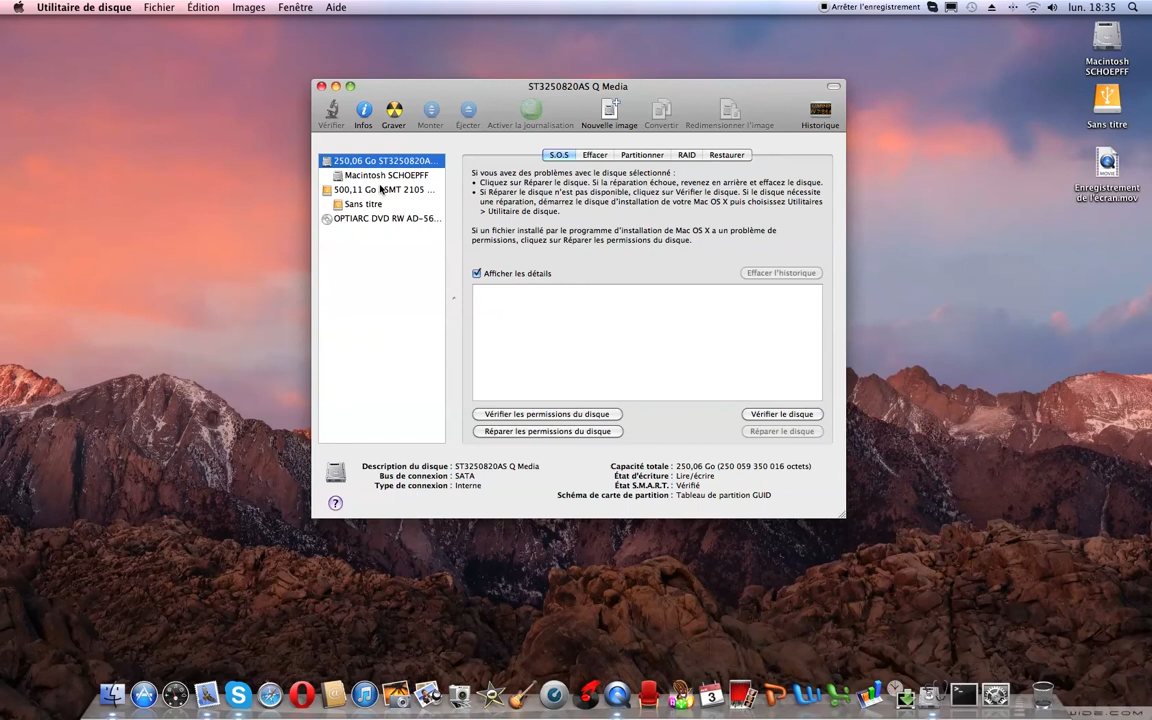 Utilitaire de disque Fichier Édition Images Fenêtre Aide Arrêter l'enregistrement lun. 18:35
Macintosh
SCHOEPFF
Sans titre
Enregistrement
de l'écran.mov
ST3250820AS Q Media
Vérifier Infos Graver Monter Éjecter Activer la journalisation Nouvelle image Convertir Redimensionner l'image Historique
250,06 Go ST3250820A...
Macintosh SCHOEPFF
500,11 Go SMT 2105 ...
Sans titre
OPTIARC DVD RW AD-56...
S.O.S Effacer Partitionner RAID Restaurer
Si vous avez des problèmes avec le disque sélectionné :
• Cliquez sur Réparer le disque. Si la réparation échoue, revenez en arrière et effacez le disque.
• Si Réparer le disque n'est pas disponible, cliquez sur Vérifier le disque. Si le disque nécessite
une réparation, démarrez le disque d'installation de votre Mac OS X puis choisissez Utilitaires
> Utilitaire de disque.
Si un fichier installé par le programme d'installation de Mac OS X a un problème de
permissions, cliquez sur Réparer les permissions du disque.
Afficher les détails Effacer l'historique
Vérifier les permissions du disque Vérifier le disque
Réparer les permissions du disque Réparer le disque
Description du disque : ST3250820AS Q Media
Bus de connexion : SATA
Type de connexion : Interne
Capacité totale : 250,06 Go (250 059 350 016 octets)
État d'écriture : Lire/écrire
État S.M.A.R.T. : Vérifié
Schéma de carte de partition : Tableau de partition GUID
?